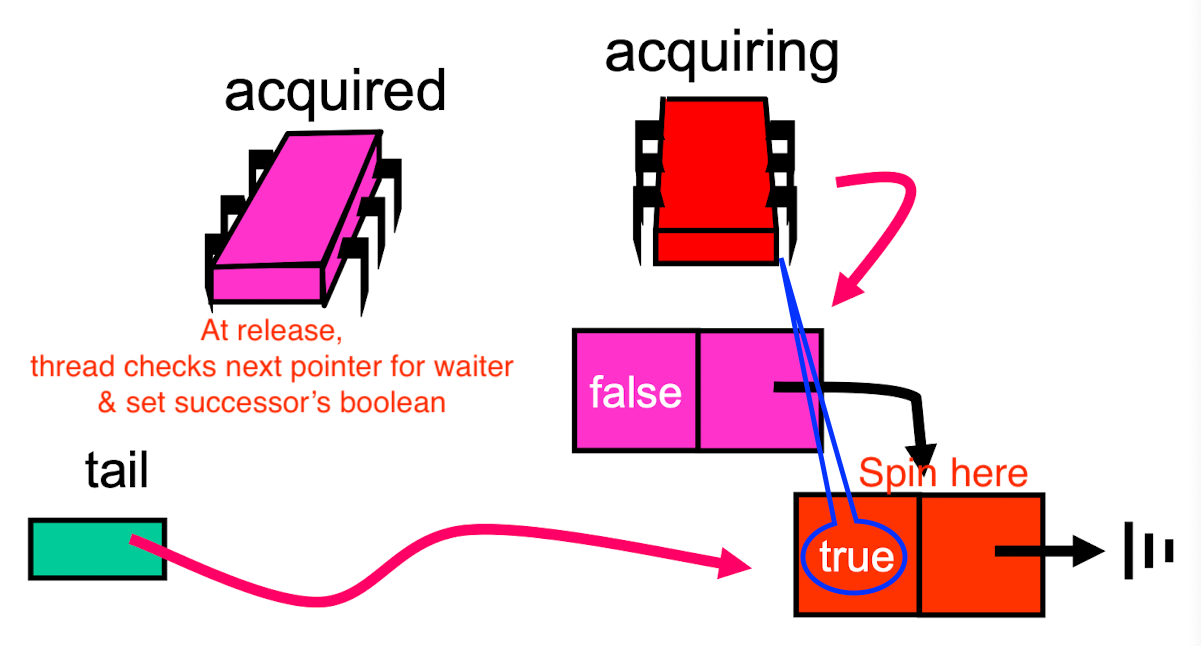 acquired
acquiring
At release,
thread checks next pointer for waiter
& set successor’s boolean
false
tail
Spin here
true